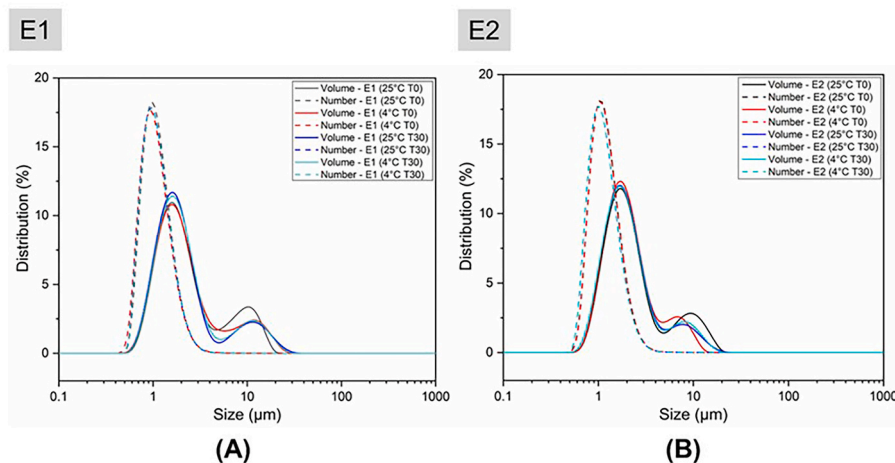 E1
E2
20
15
10
5
0
Distribution (%)
Volume - E1 (25°C T0)
Number - E1 (25°C T0)
Volume - E1 (4°C T0)
Number - E1 (4°C T0)
Volume - E1 (25°C T30)
Number - E1 (25°C T30)
Volume - E1 (4°C T30)
Number - E1 (4°C T30)
0.1
1
10
100
1000
Size (µm)
(A)
20
15
10
5
0
Distribution (%)
Volume - E2 (25°C T0)
Number - E2 (25°C T0)
Volume - E2 (4°C T0)
Number - E2 (4°C T0)
Volume - E2 (25°C T30)
Number - E2 (25°C T30)
Volume - E2 (4°C T30)
Number - E2 (4°C T30)
0.1
1
10
100
1000
Size (µm)
(B)